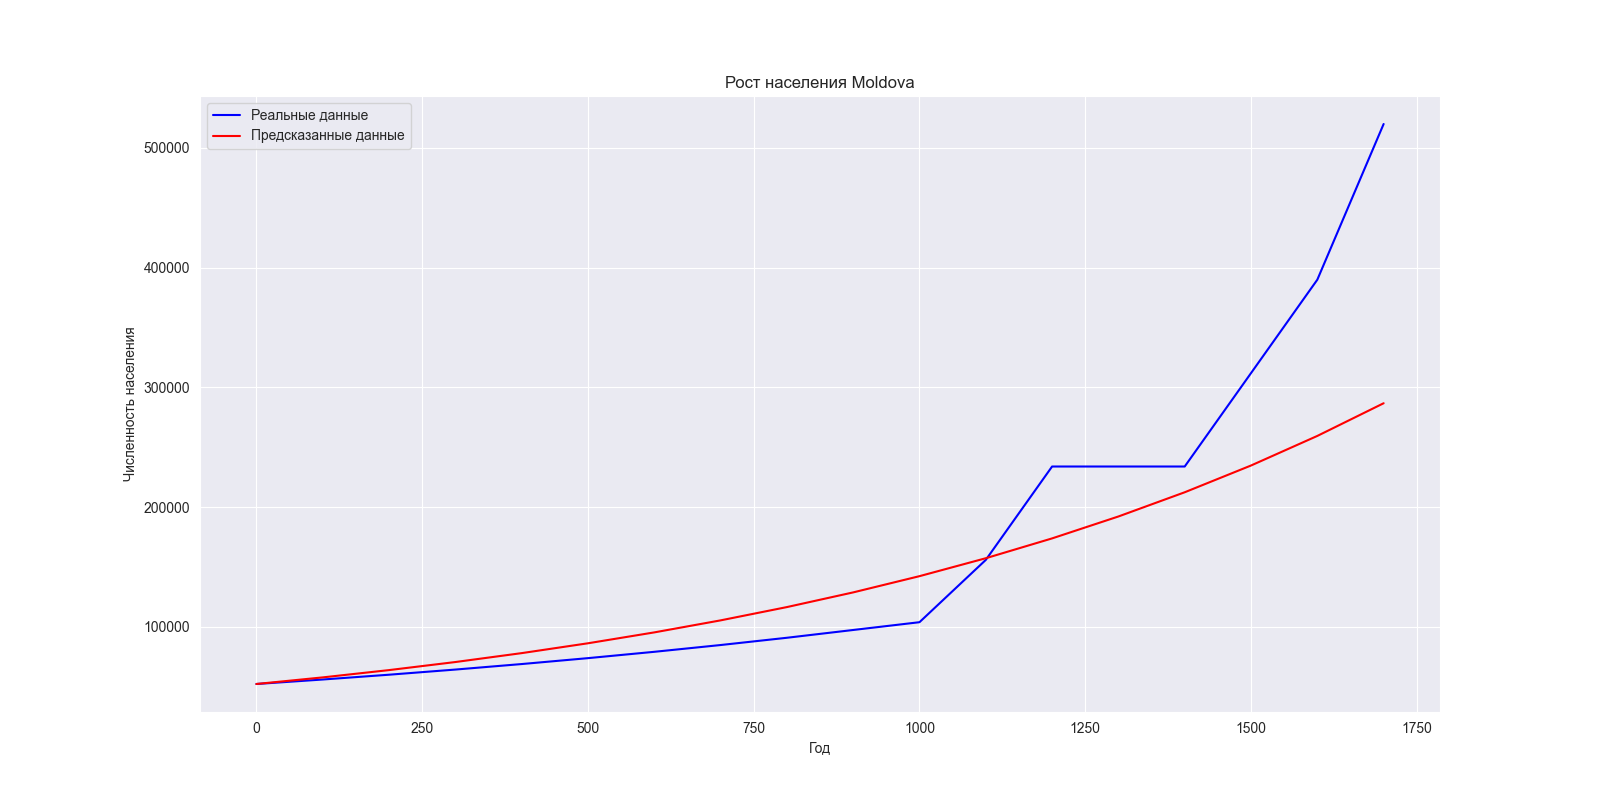 Рост населения Moldova
Реальные данные
Предсказанные данные
500000
400000
300000
200000
100000
Численность населения
0 250 500 750 1000 1250 1500 1750
Год